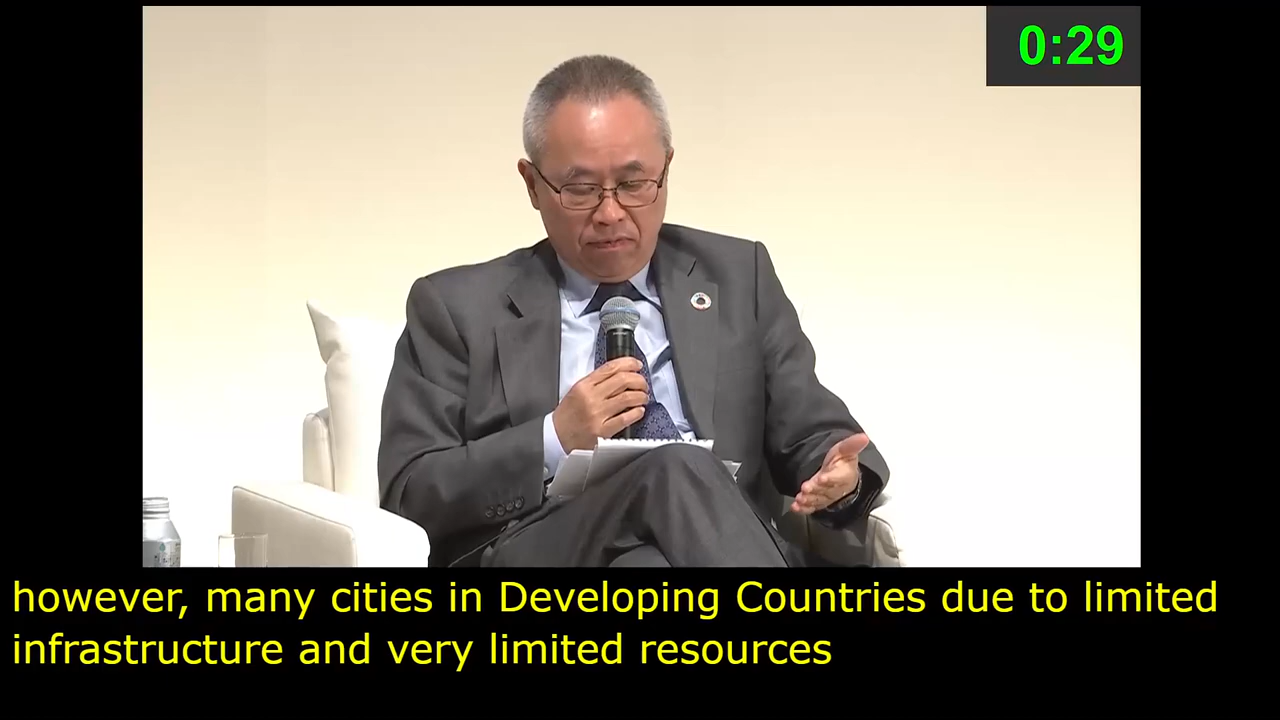 0:29
however, many cities in Developing Countries due to limited
infrastructure and very limited resources